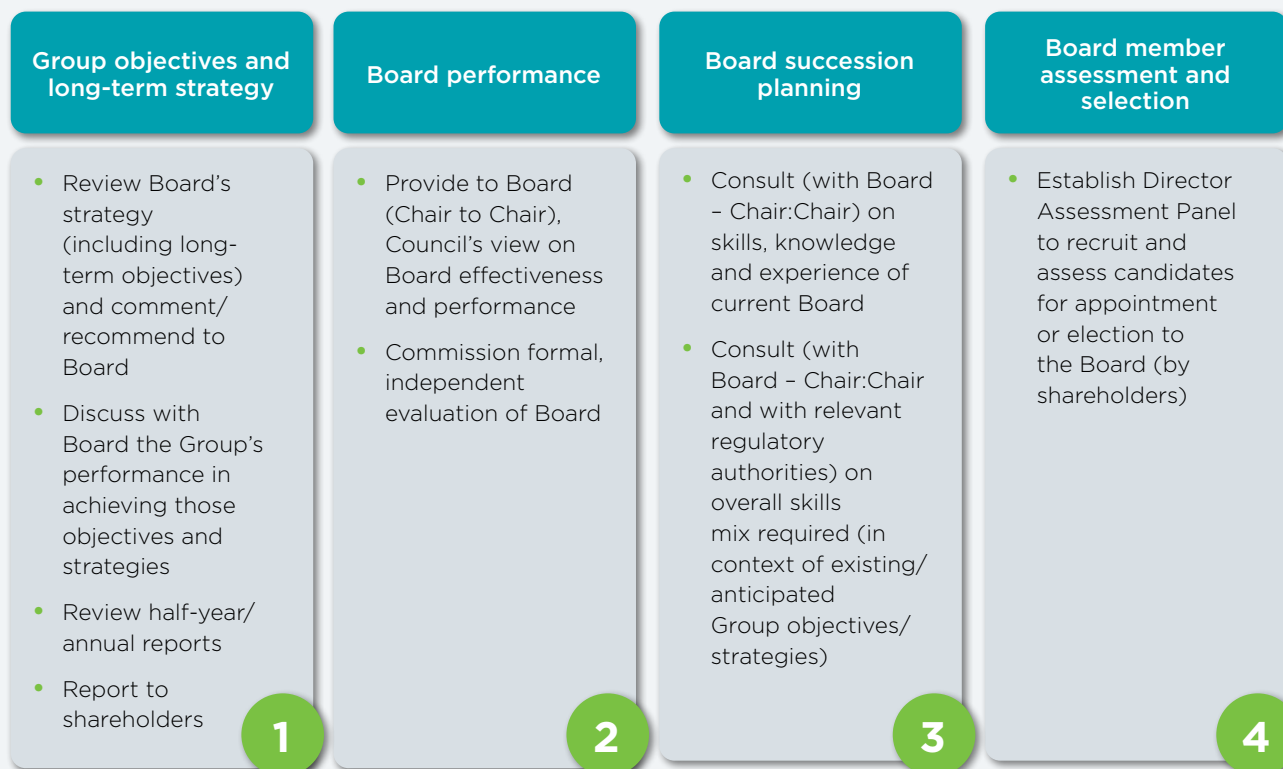 Group objectives and
long-term strategy
• Review Board's
strategy
(including long-
term objectives)
and comment/
recommend to
Board
• Discuss with
Board the Group's
performance in
achieving those
objectives and
strategies
• Review half-year/
annual reports
• Report to
shareholders
1
Board performance
• Provide to Board
(Chair to Chair),
Council's view on
Board effectiveness
and performance
• Commission formal,
independent
evaluation of Board
2
Board succession
planning
• Consult (with Board
– Chair:Chair) on
skills, knowledge
and experience of
current Board
• Consult (with
Board – Chair:Chair
and with relevant
regulatory
authorities) on
overall skills
mix required (in
context of existing/
anticipated
Group objectives/
strategies)
3
Board member
assessment and
selection
• Establish Director
Assessment Panel
to recruit and
assess candidates
for appointment
or election to
the Board (by
shareholders)
4